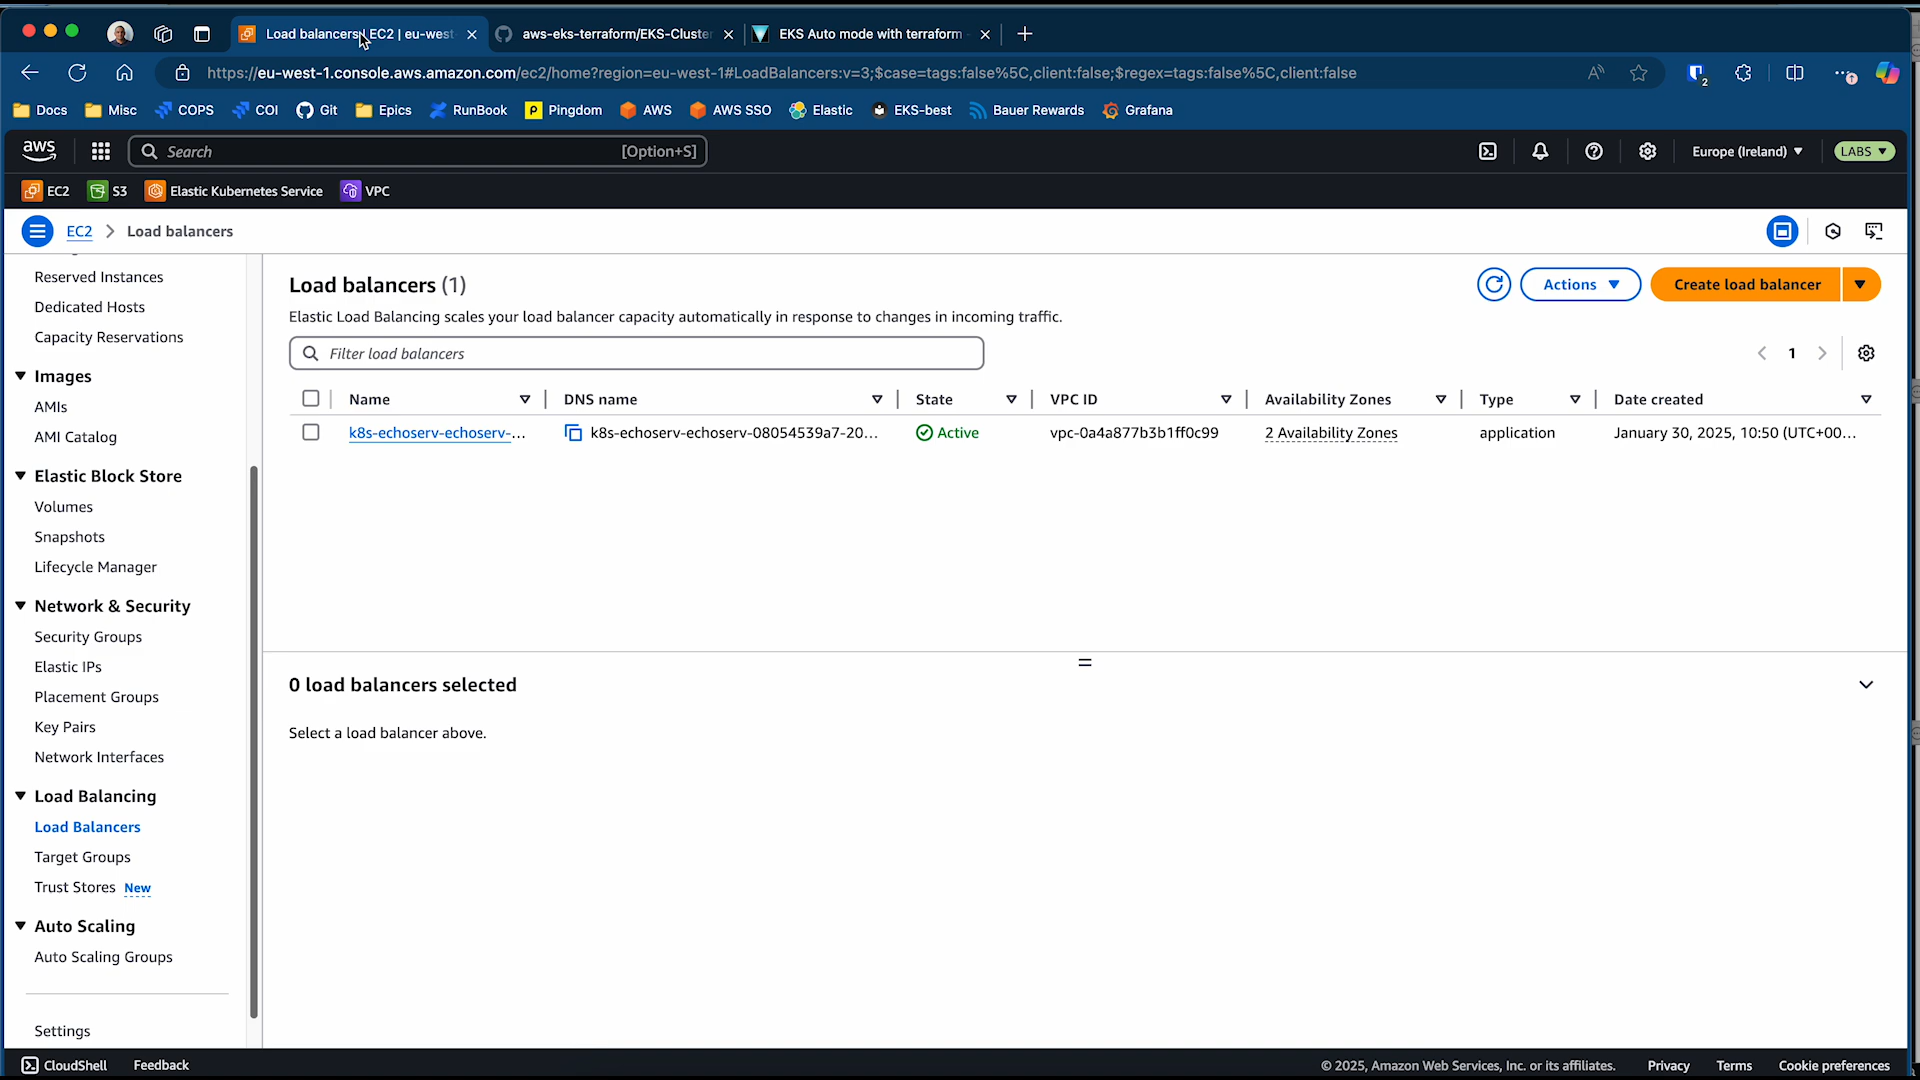 Load balancers | EC2 | eu-west-
aws-eks-terraform/EKS-Cluster
EKS Auto mode with terraform
https://eu-west-1.console.aws.amazon.com/ec2/home?region=eu-west-1#LoadBalancers:v=3;$case=tags:false%5C,client:false;$regex=tags:false%5C,client:false
2
Docs
Misc
COPS
COI
Git
Epics
RunBook
Pingdom
AWS
AWS SSO
Elastic
EKS-best
Bauer Rewards
Grafana
aws
Search
[Option+S]
Europe (Ireland)
LABS
EC2
S3
Elastic Kubernetes Service
VPC
EC2
Load balancers
Reserved Instances
Dedicated Hosts
Capacity Reservations
Images
AMIs
AMI Catalog
Elastic Block Store
Volumes
Snapshots
Lifecycle Manager
Network & Security
Security Groups
Elastic IPs
Placement Groups
Key Pairs
Network Interfaces
Load Balancing
Load Balancers
Target Groups
Trust Stores New
Auto Scaling
Auto Scaling Groups
Settings
Load balancers (1)
Actions
Create load balancer
Elastic Load Balancing scales your load balancer capacity automatically in response to changes in incoming traffic.
Filter load balancers
1
Name
DNS name
State
VPC ID
Availability Zones
Type
Date created
k8s-echoserv-echoserv-...
k8s-echoserv-echoserv-08054539a7-20...
Active
vpc-0a4a877b3b1ff0c99
2 Availability Zones
application
January 30, 2025, 10:50 (UTC+00...
0 load balancers selected
Select a load balancer above.
CloudShell
Feedback
© 2025, Amazon Web Services, Inc. or its affiliates.
Privacy
Terms
Cookie preferences